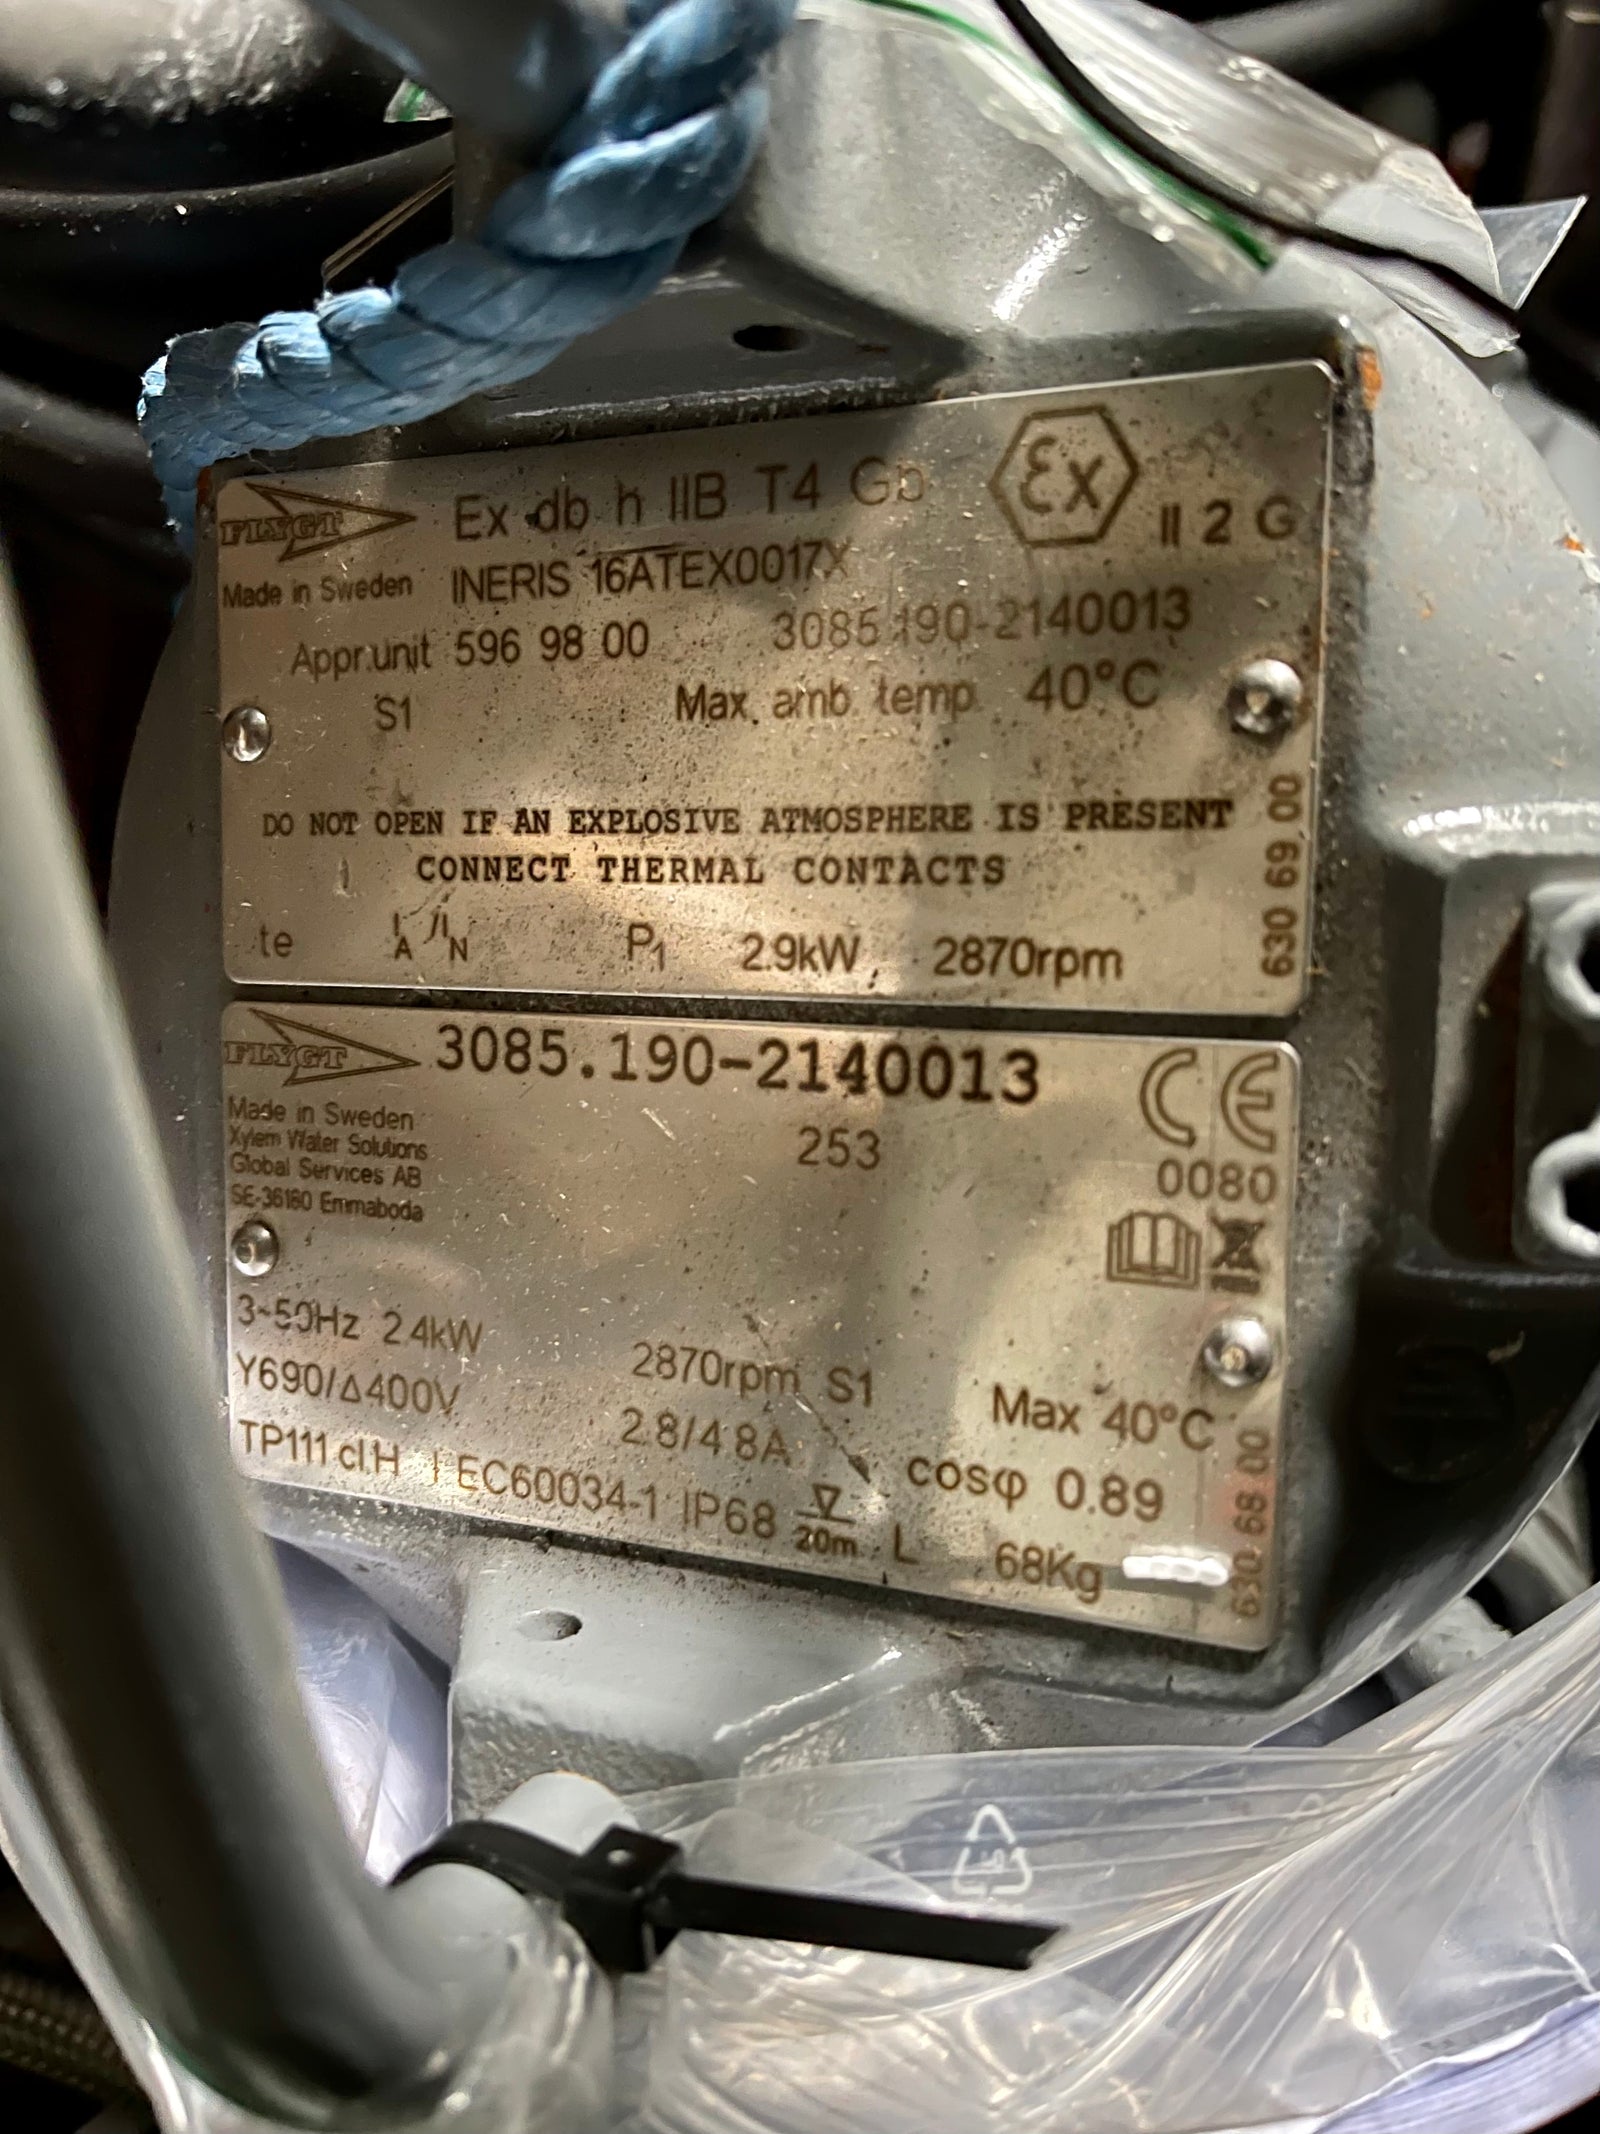 FLYGT
Ex db h IIB T4 Gb
Ex II 2 G
Made in Sweden
INERIS 16ATEX0017X
Appr.unit 596 98 00
3085.190-2140013
S1
Max. amb. temp. 40°C
DO NOT OPEN IF AN EXPLOSIVE ATMOSPHERE IS PRESENT
CONNECT THERMAL CONTACTS
te
IA/IN
P1 2.9kW
2870rpm
630 69 00
FLYGT
3085.190-2140013
CE
Made in Sweden
Xylem Water Solutions
Global Services AB
SE-36180 Emmaboda
253
0080
3~50Hz 2.4kW
2870rpm S1
Max 40°C
Y690/Δ400V
2.8/4.8A
cosφ 0.89
TP111 cl.H IEC60034-1 IP68
20m
L
68Kg
630 68 00